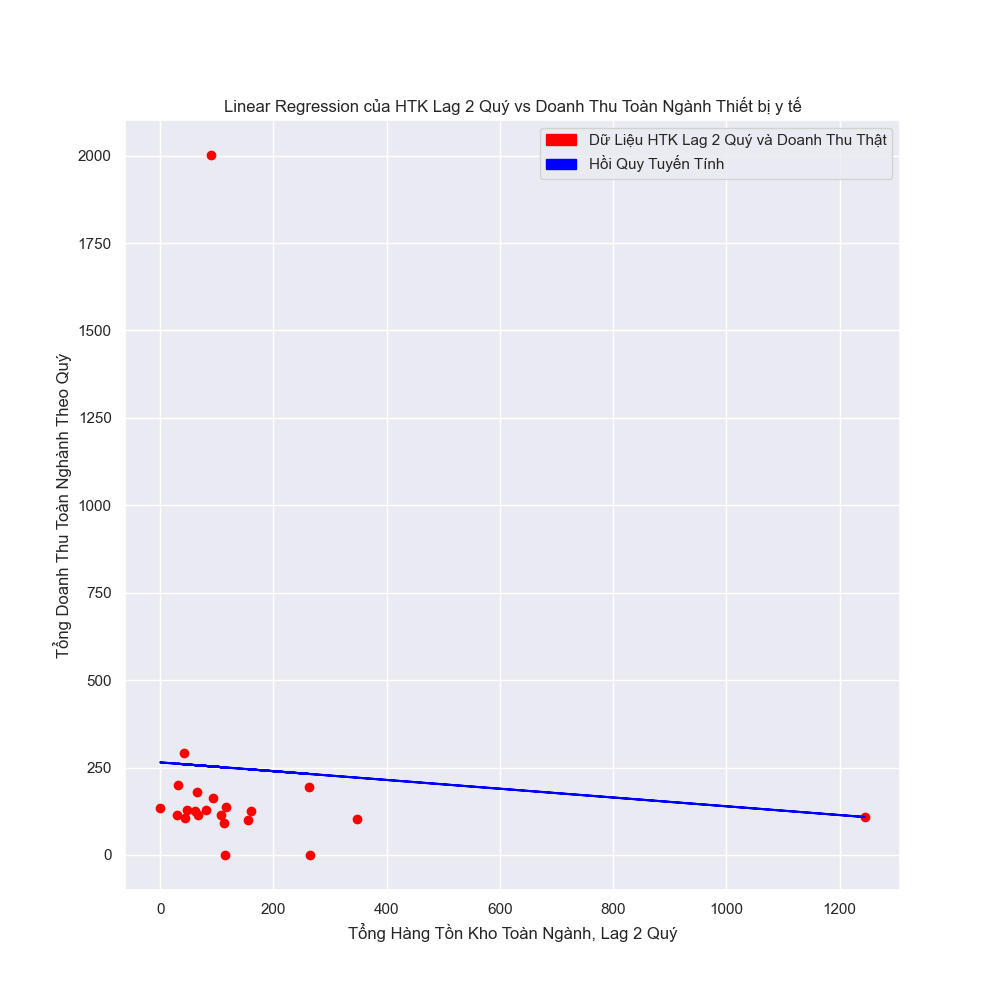 Linear Regression của HTK Lag 2 Quý vs Doanh Thu Toàn Ngành Thiết bị y tế
Dữ Liệu HTK Lag 2 Quý và Doanh Thu Thật
Hồi Quy Tuyến Tính
Tổng Doanh Thu Toàn Nghành Theo Quý
2000
1750
1500
1250
1000
750
500
250
0
0 200 400 600 800 1000 1200
Tổng Hàng Tồn Kho Toàn Ngành, Lag 2 Quý